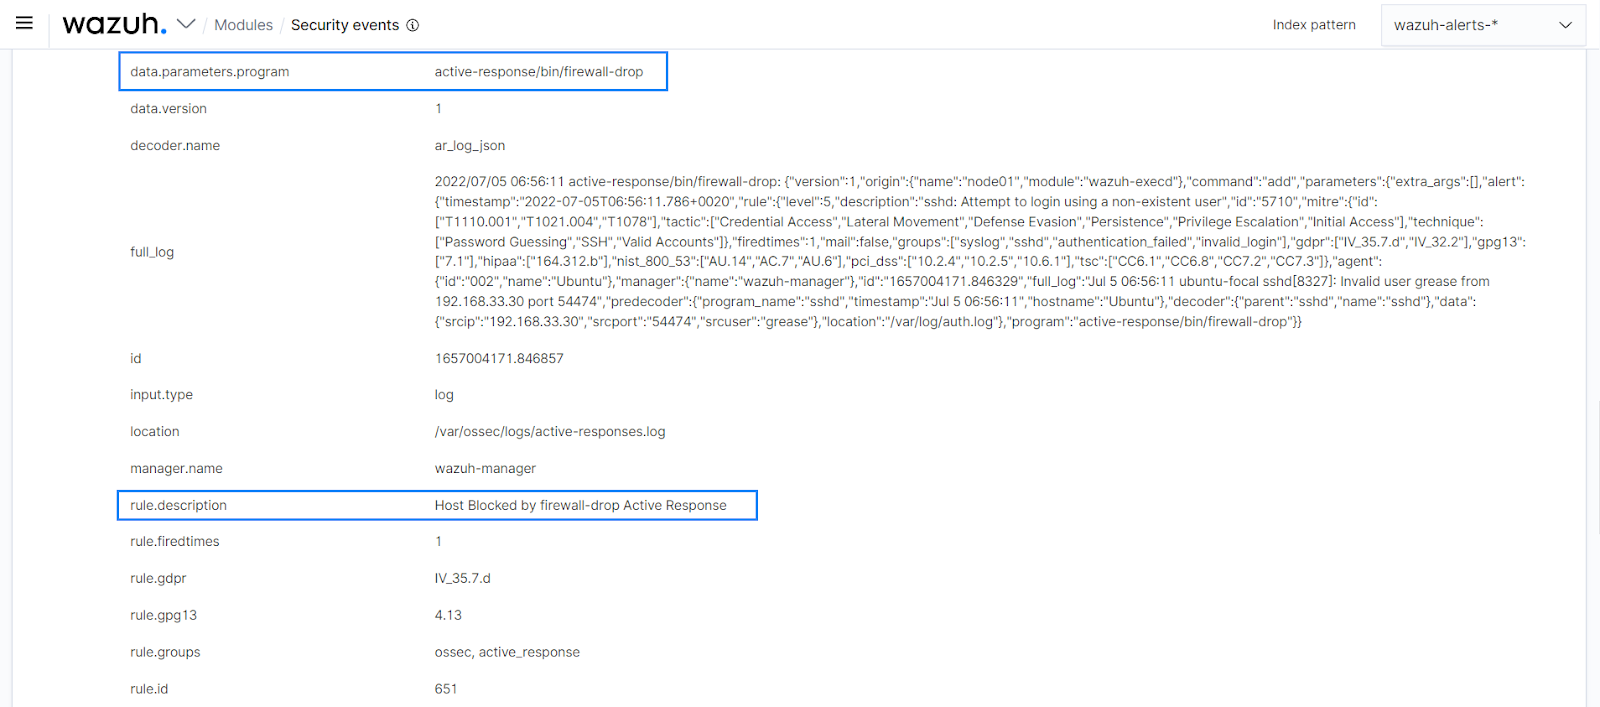 wazuh. / Modules / Security events Index pattern wazuh-alerts-*
data.parameters.program active-response/bin/firewall-drop
data.version 1
decoder.name ar_log_json
2022/07/05 06:56:11 active-response/bin/firewall-drop: {"version":1,"origin":{"name":"node01","module":"wazuh-execd"},"command":"add","parameters":{"extra_args":[],"alert":
{"timestamp":"2022-07-05T06:56:11.786+0020","rule":{"level":5,"description":"sshd: Attempt to login using a non-existent user","id":"5710","mitre":{"id":
["T1110.001","T1021.004","T1078"],"tactic":["Credential Access","Lateral Movement","Defense Evasion","Persistence","Privilege Escalation","Initial Access"],"technique":
["Password Guessing","SSH","Valid Accounts"]},"firedtimes":1,"mail":false,"groups":["syslog","sshd","authentication_failed","invalid_login"],"gdpr":["IV_35.7.d","IV_32.2"],"gpg13":
full_log ["7.1"],"hipaa":["164.312.b"],"nist_800_53":["AU.14","AC.7","AU.6"],"pci_dss":["10.2.4","10.2.5","10.6.1"],"tsc":["CC6.1","CC6.8","CC7.2","CC7.3"]},"agent":
{"id":"002","name":"Ubuntu"},"manager":{"name":"wazuh-manager"},"id":"1657004171.846329","full_log":"Jul 5 06:56:11 ubuntu-focal sshd[8327]: Invalid user grease from
192.168.33.30 port 54474","predecoder":{"program_name":"sshd","timestamp":"Jul 5 06:56:11","hostname":"Ubuntu"},"decoder":{"parent":"sshd","name":"sshd"},"data":
{"srcip":"192.168.33.30","srcport":"54474","srcuser":"grease"},"location":"/var/log/auth.log"},"program":"active-response/bin/firewall-drop"}}
id 1657004171.846857
input.type log
location /var/ossec/logs/active-responses.log
manager.name wazuh-manager
rule.description Host Blocked by firewall-drop Active Response
rule.firedtimes 1
rule.gdpr IV_35.7.d
rule.gpg13 4.13
rule.groups ossec, active_response
rule.id 651